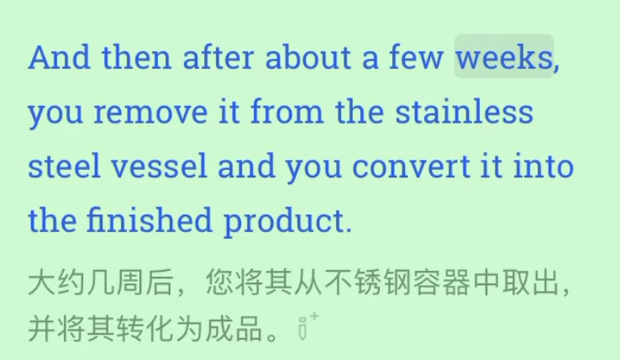 And then after about a few weeks,
you remove it from the stainless
steel vessel and you convert it into
the finished product.
大约几周后，您将其从不锈钢容器中取出，
并将其转化为成品。